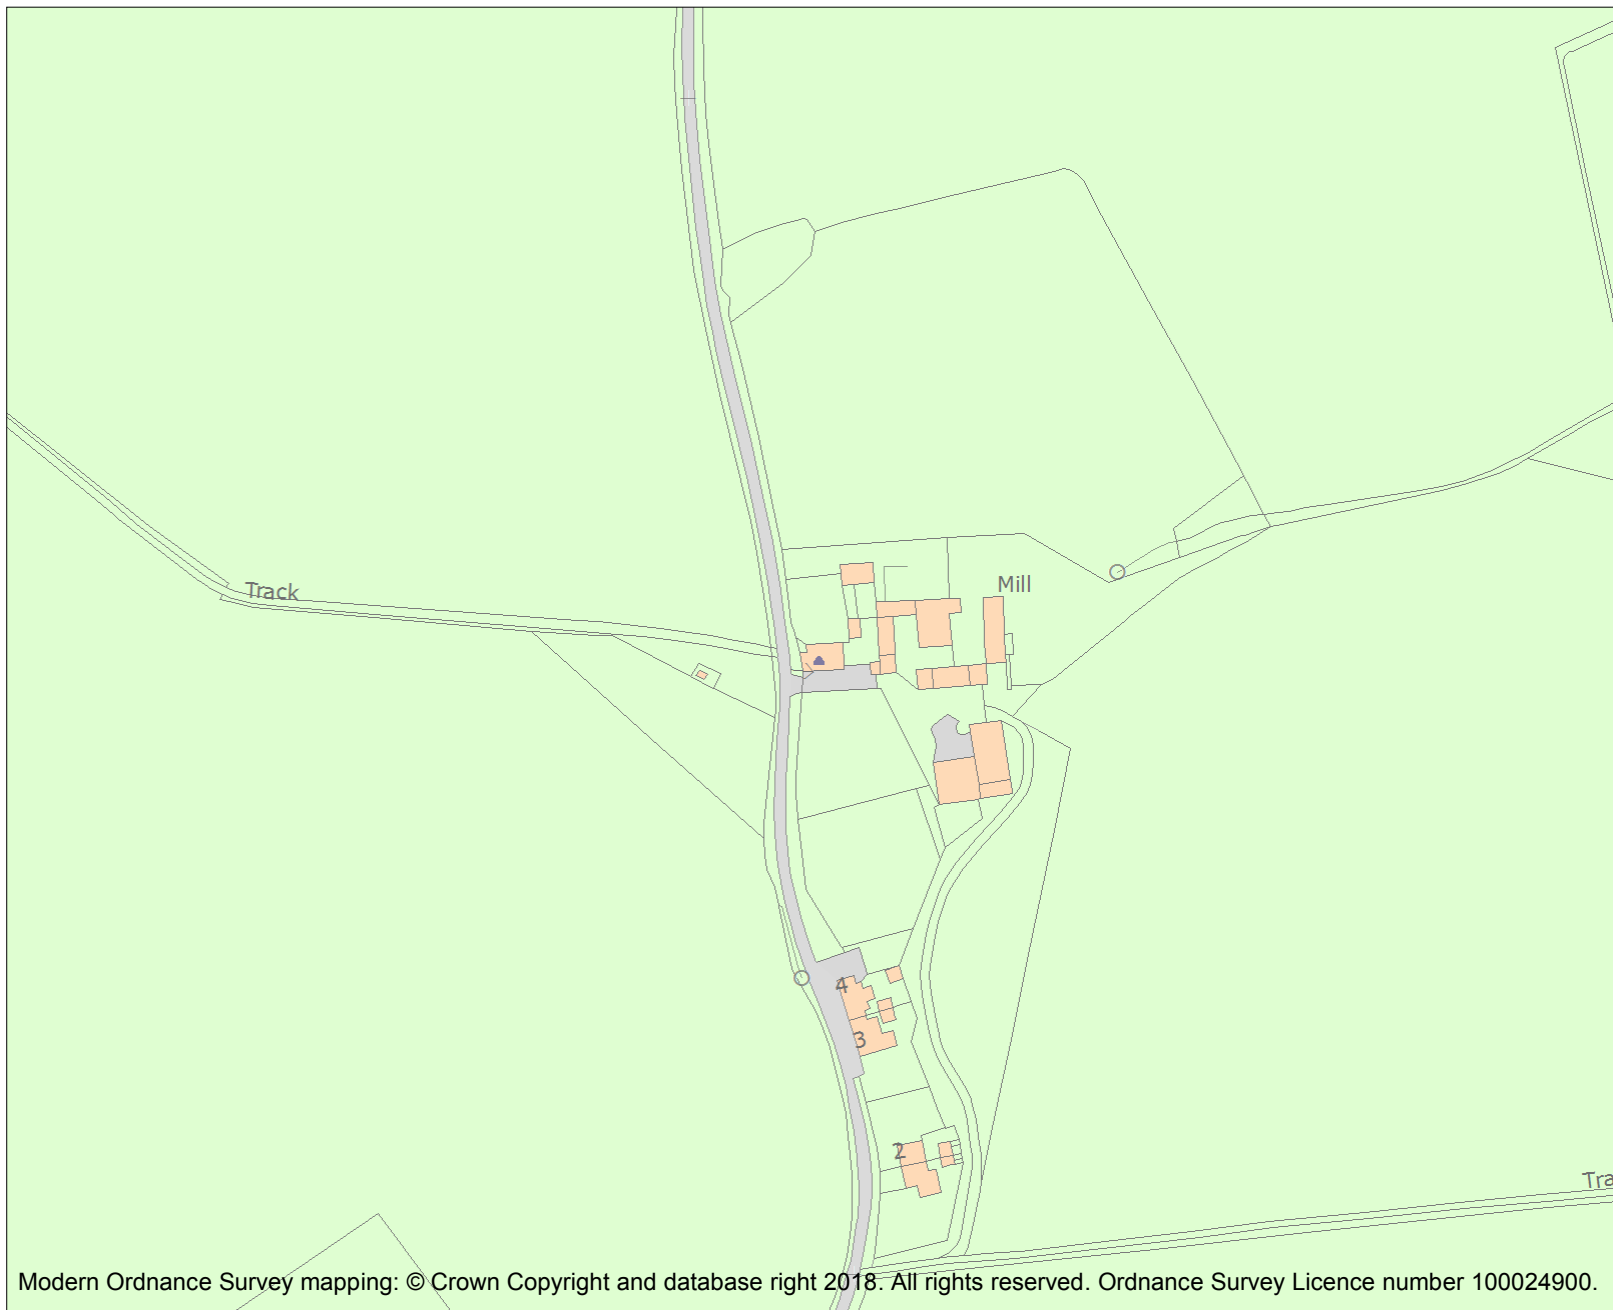 Track
Mill
4
3
2
Tra
Modern Ordnance Survey mapping: © Crown Copyright and database right 2018. All rights reserved. Ordnance Survey Licence number 100024900.